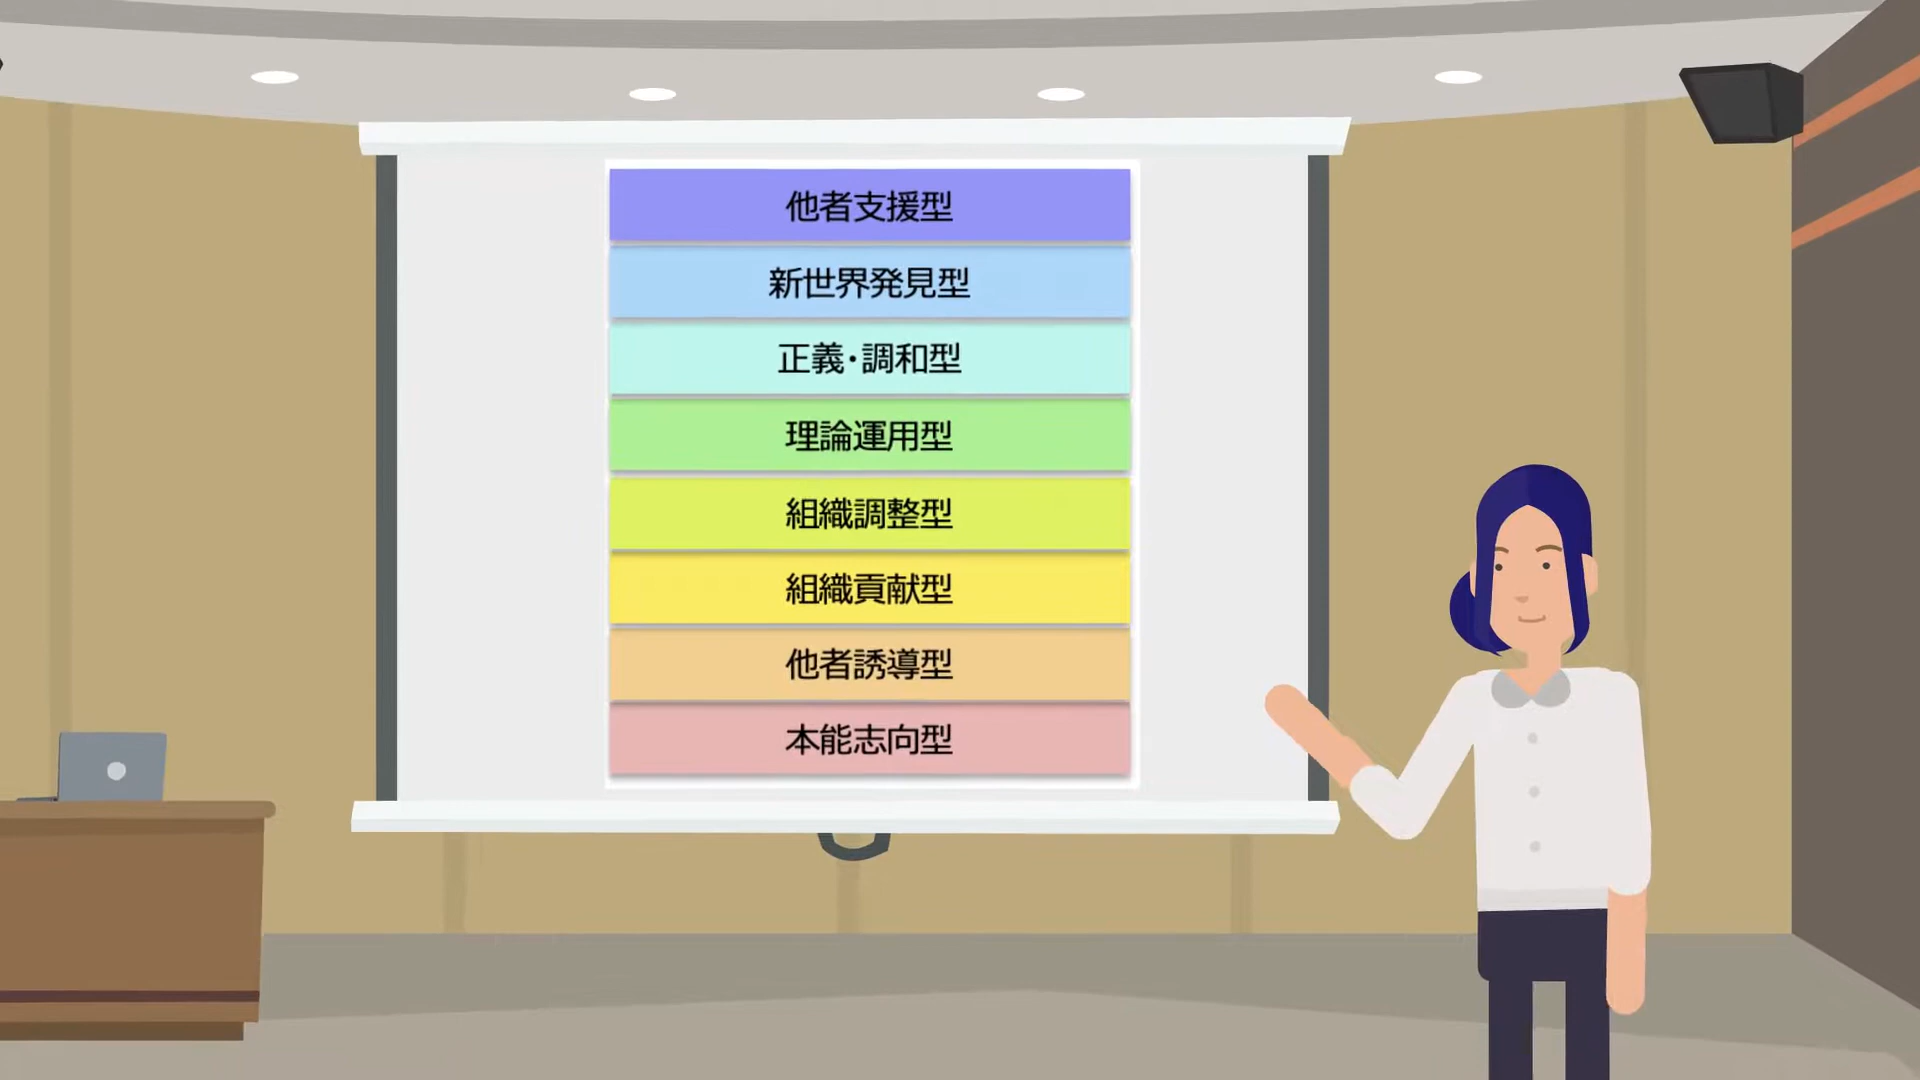 他者支援型
新世界発見型
正義・調和型
理論運用型
組織調整型
組織貢献型
他者誘導型
本能志向型